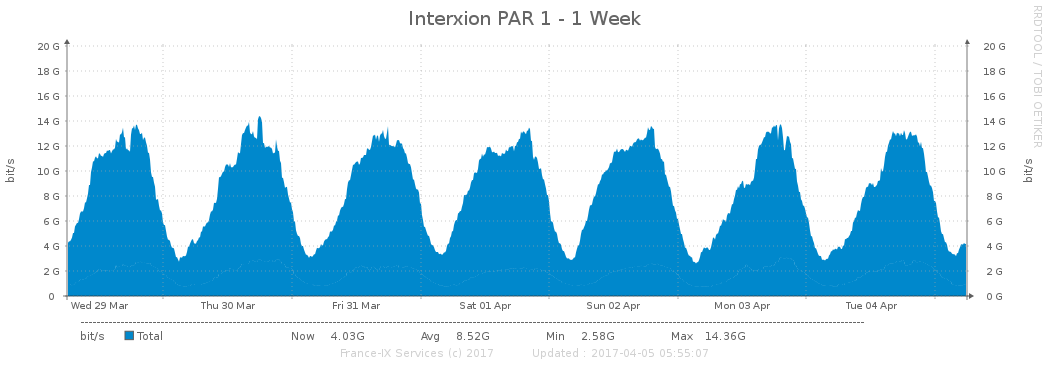 Interxion PAR 1 - 1 Week
RRDTOOL / TOBI OETIKER
bit/s
20 G 20 G
18 G 18 G
16 G 16 G
14 G 14 G
12 G 12 G
10 G 10 G
8 G 8 G
6 G 6 G
4 G 4 G
2 G 2 G
0 0 G
bit/s
Wed 29 Mar Thu 30 Mar Fri 31 Mar Sat 01 Apr Sun 02 Apr Mon 03 Apr Tue 04 Apr
bit/s Total Now 4.03G Avg 8.52G Min 2.58G Max 14.36G
France-IX Services (c) 2017 Updated : 2017-04-05 05:55:07